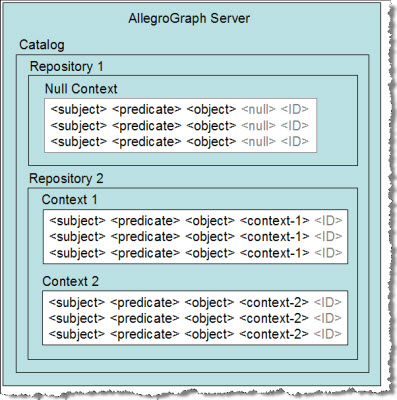 AllegroGraph Server
Catalog
Repository 1
Null Context
<subject> <predicate> <object> <null> <ID>
<subject> <predicate> <object> <null> <ID>
<subject> <predicate> <object> <null> <ID>
Repository 2
Context 1
<subject> <predicate> <object> <context-1> <ID>
<subject> <predicate> <object> <context-1> <ID>
<subject> <predicate> <object> <context-1> <ID>
Context 2
<subject> <predicate> <object> <context-2> <ID>
<subject> <predicate> <object> <context-2> <ID>
<subject> <predicate> <object> <context-2> <ID>